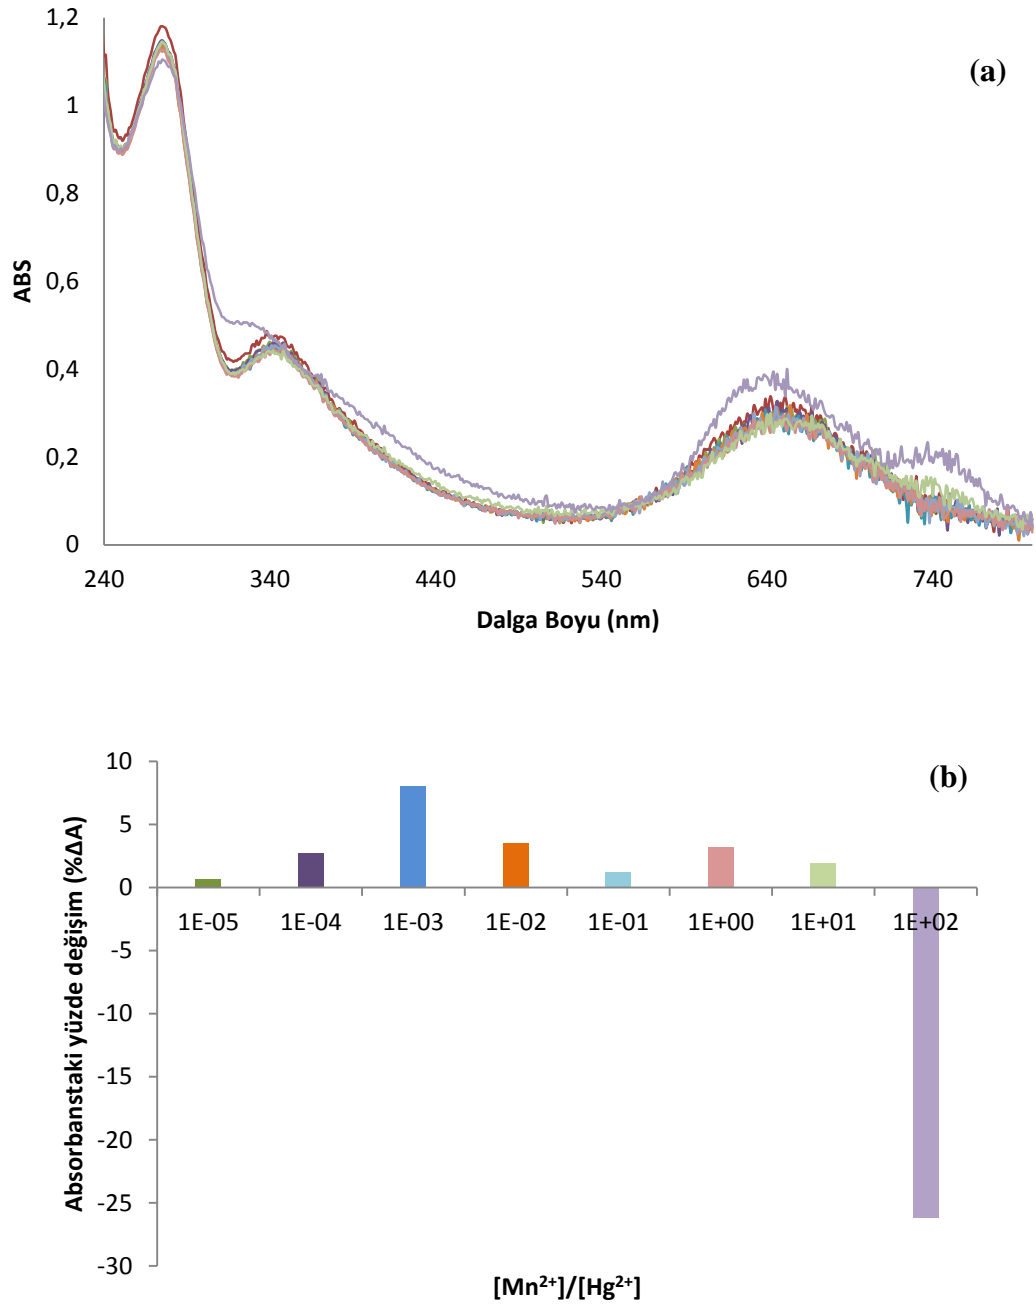 1,2
(a)
1
0,8
0,6
ABS
0,4
0,2
0
240 340 440 540 640 740
Dalga Boyu (nm)
10
(b)
5
0
1E-05 1E-04 1E-03 1E-02 1E-01 1E+00 1E+01 1E+02
-5
-10
-15
-20
-25
-30
Absorbanstaki yüzde değişim (%ΔA)
[Mn²⁺]/[Hg²⁺]